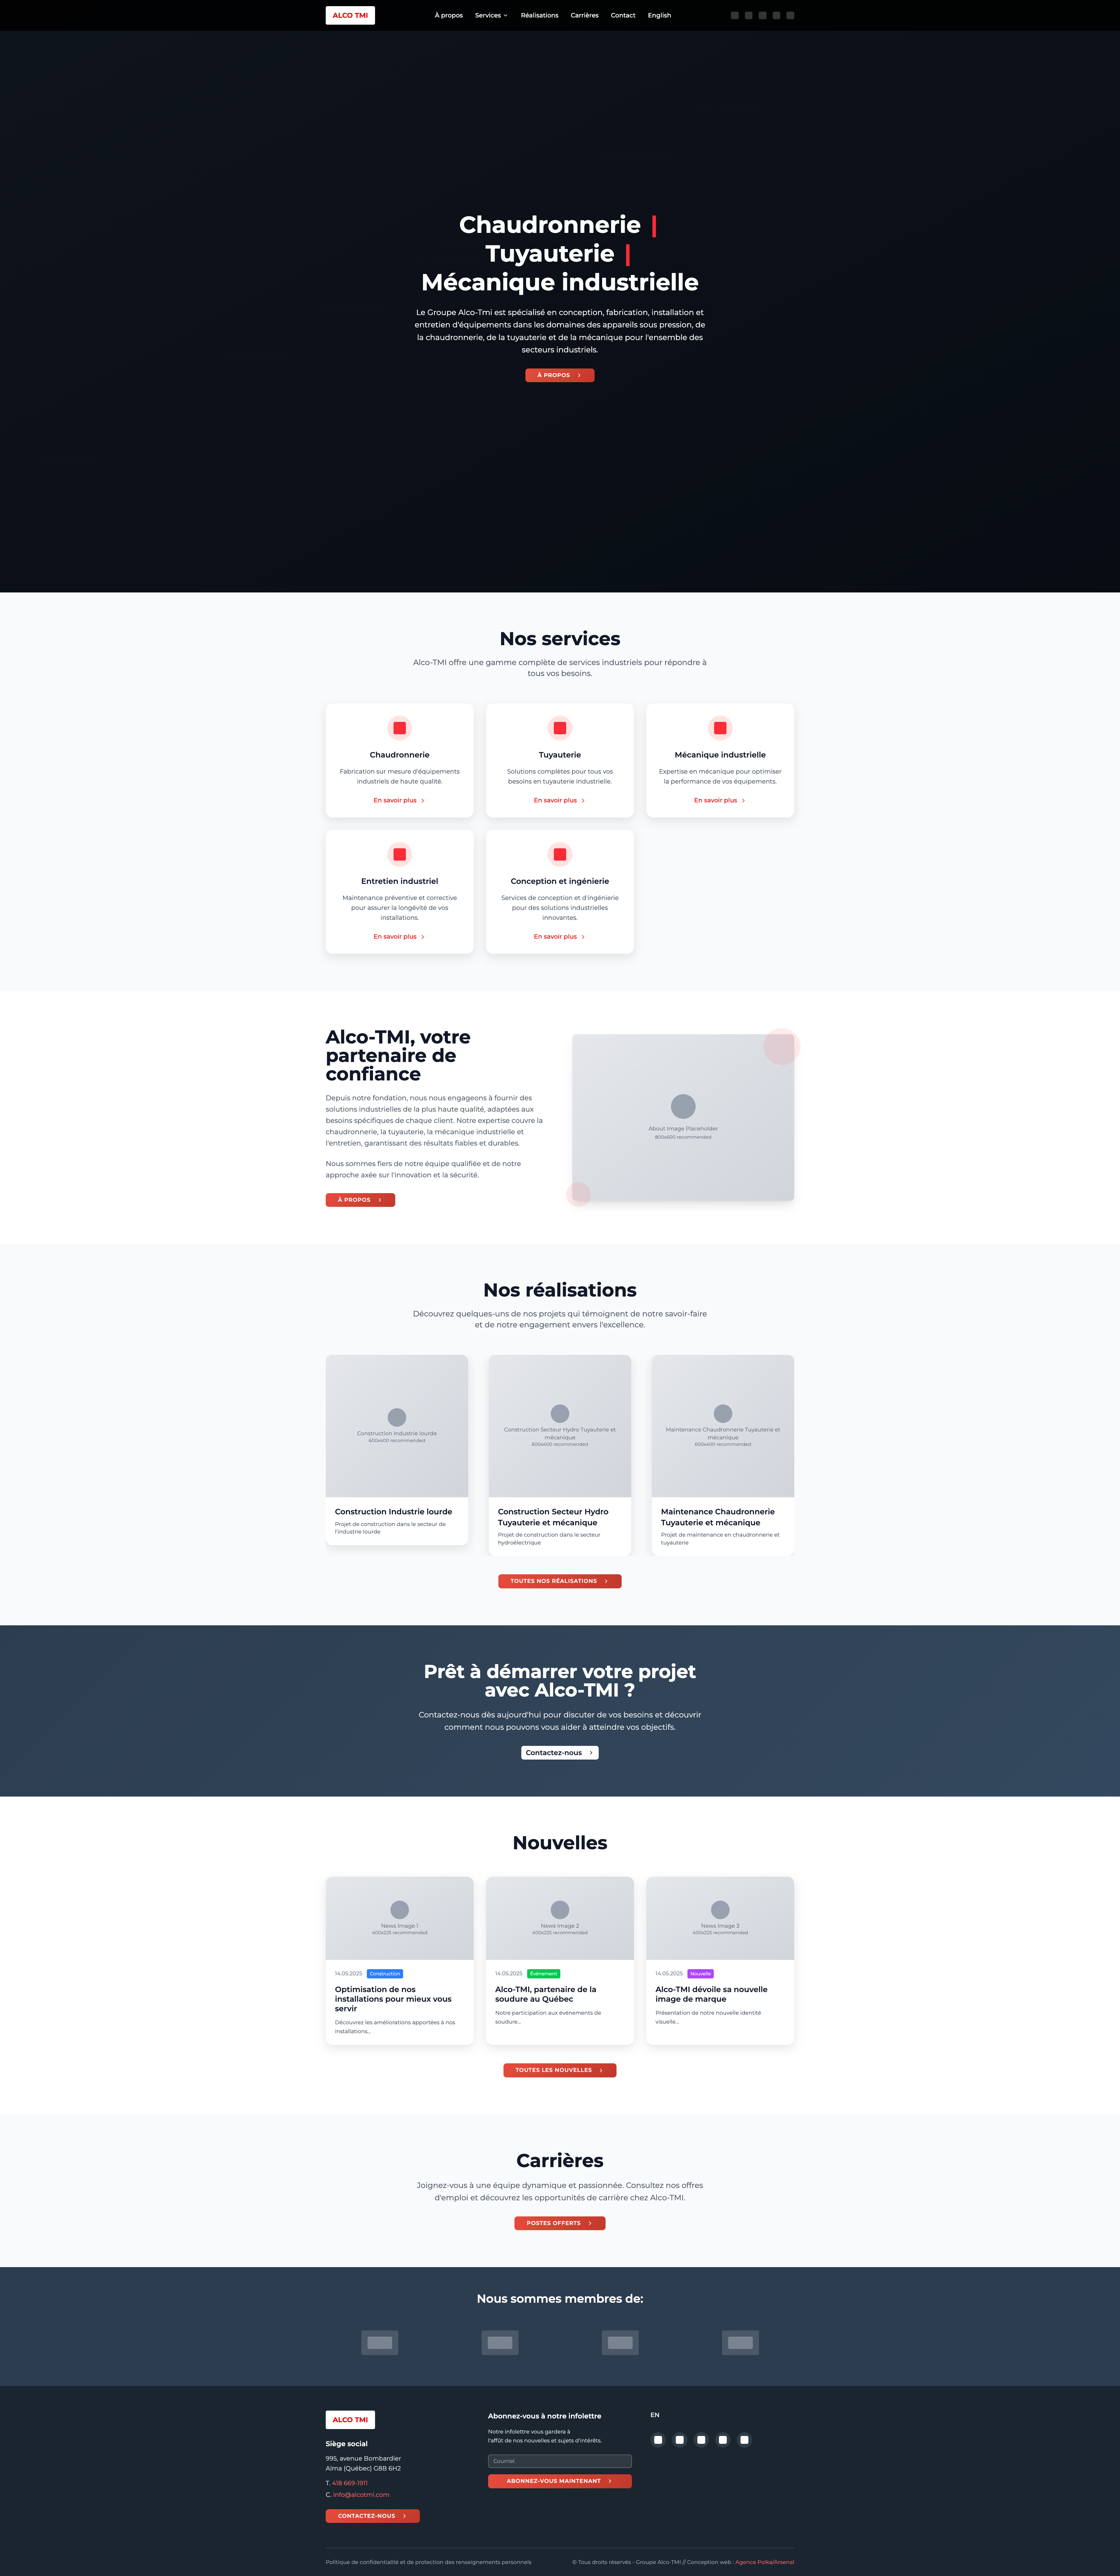 ALCO TMI
À propos Services Réalisations Carrières Contact English
Chaudronnerie |
Tuyauterie |
Mécanique industrielle
Le Groupe Alco-Tmi est spécialisé en conception, fabrication, installation et
entretien d'équipements dans les domaines des appareils sous pression, de
la chaudronnerie, de la tuyauterie et de la mécanique pour l'ensemble des
secteurs industriels.
À PROPOS
Nos services
Alco-TMI offre une gamme complète de services industriels pour répondre à
tous vos besoins.
Chaudronnerie
Fabrication sur mesure d'équipements
industriels de haute qualité.
En savoir plus
Tuyauterie
Solutions complètes pour tous vos
besoins en tuyauterie industrielle.
En savoir plus
Mécanique industrielle
Expertise en mécanique pour optimiser
la performance de vos équipements.
En savoir plus
Entretien industriel
Maintenance préventive et corrective
pour assurer la longévité de vos
installations.
En savoir plus
Conception et ingénierie
Services de conception et d'ingénierie
pour des solutions industrielles
innovantes.
En savoir plus
Alco-TMI, votre
partenaire de
confiance
Depuis notre fondation, nous nous engageons à fournir des
solutions industrielles de la plus haute qualité, adaptées aux
besoins spécifiques de chaque client. Notre expertise couvre la
chaudronnerie, la tuyauterie, la mécanique industrielle et
l'entretien, garantissant des résultats fiables et durables.
Nous sommes fiers de notre équipe qualifiée et de notre
approche axée sur l'innovation et la sécurité.
À PROPOS
About Image Placeholder
800x600 recommended
Nos réalisations
Découvrez quelques-uns de nos projets qui témoignent de notre savoir-faire
et de notre engagement envers l'excellence.
Construction Industrie lourde
600x400 recommended
Construction Industrie lourde
Projet de construction dans le secteur de
l'industrie lourde
Construction Secteur Hydro Tuyauterie et
mécanique
600x400 recommended
Construction Secteur Hydro
Tuyauterie et mécanique
Projet de construction dans le secteur
hydroélectrique
Maintenance Chaudronnerie Tuyauterie et
mécanique
600x400 recommended
Maintenance Chaudronnerie
Tuyauterie et mécanique
Projet de maintenance en chaudronnerie et
tuyauterie
TOUTES NOS RÉALISATIONS
Prêt à démarrer votre projet
avec Alco-TMI ?
Contactez-nous dès aujourd'hui pour discuter de vos besoins et découvrir
comment nous pouvons vous aider à atteindre vos objectifs.
Contactez-nous
Nouvelles
News Image 1
400x225 recommended
14.05.2025 Construction
Optimisation de nos
installations pour mieux vous
servir
Découvrez les améliorations apportées à nos
installations...
News Image 2
400x225 recommended
14.05.2025 Événement
Alco-TMI, partenaire de la
soudure au Québec
Notre participation aux événements de
soudure...
News Image 3
400x225 recommended
14.05.2025 Nouvelle
Alco-TMI dévoile sa nouvelle
image de marque
Présentation de notre nouvelle identité
visuelle...
TOUTES LES NOUVELLES
Carrières
Joignez-vous à une équipe dynamique et passionnée. Consultez nos offres
d'emploi et découvrez les opportunités de carrière chez Alco-TMI.
POSTES OFFERTS
Nous sommes membres de:
ALCO TMI
Siège social
995, avenue Bombardier
Alma (Québec) G8B 6H2
T. 418 669-1911
C. info@alcotmi.com
CONTACTEZ-NOUS
Abonnez-vous à notre infolettre
Notre infolettre vous gardera à
l'affût de nos nouvelles et sujets d'intérêts.
Courriel
ABONNEZ-VOUS MAINTENANT
EN
Politique de confidentialité et de protection des renseignements personnels
© Tous droits réservés - Groupe Alco-TMI // Conception web : Agence Polka/Arsenal